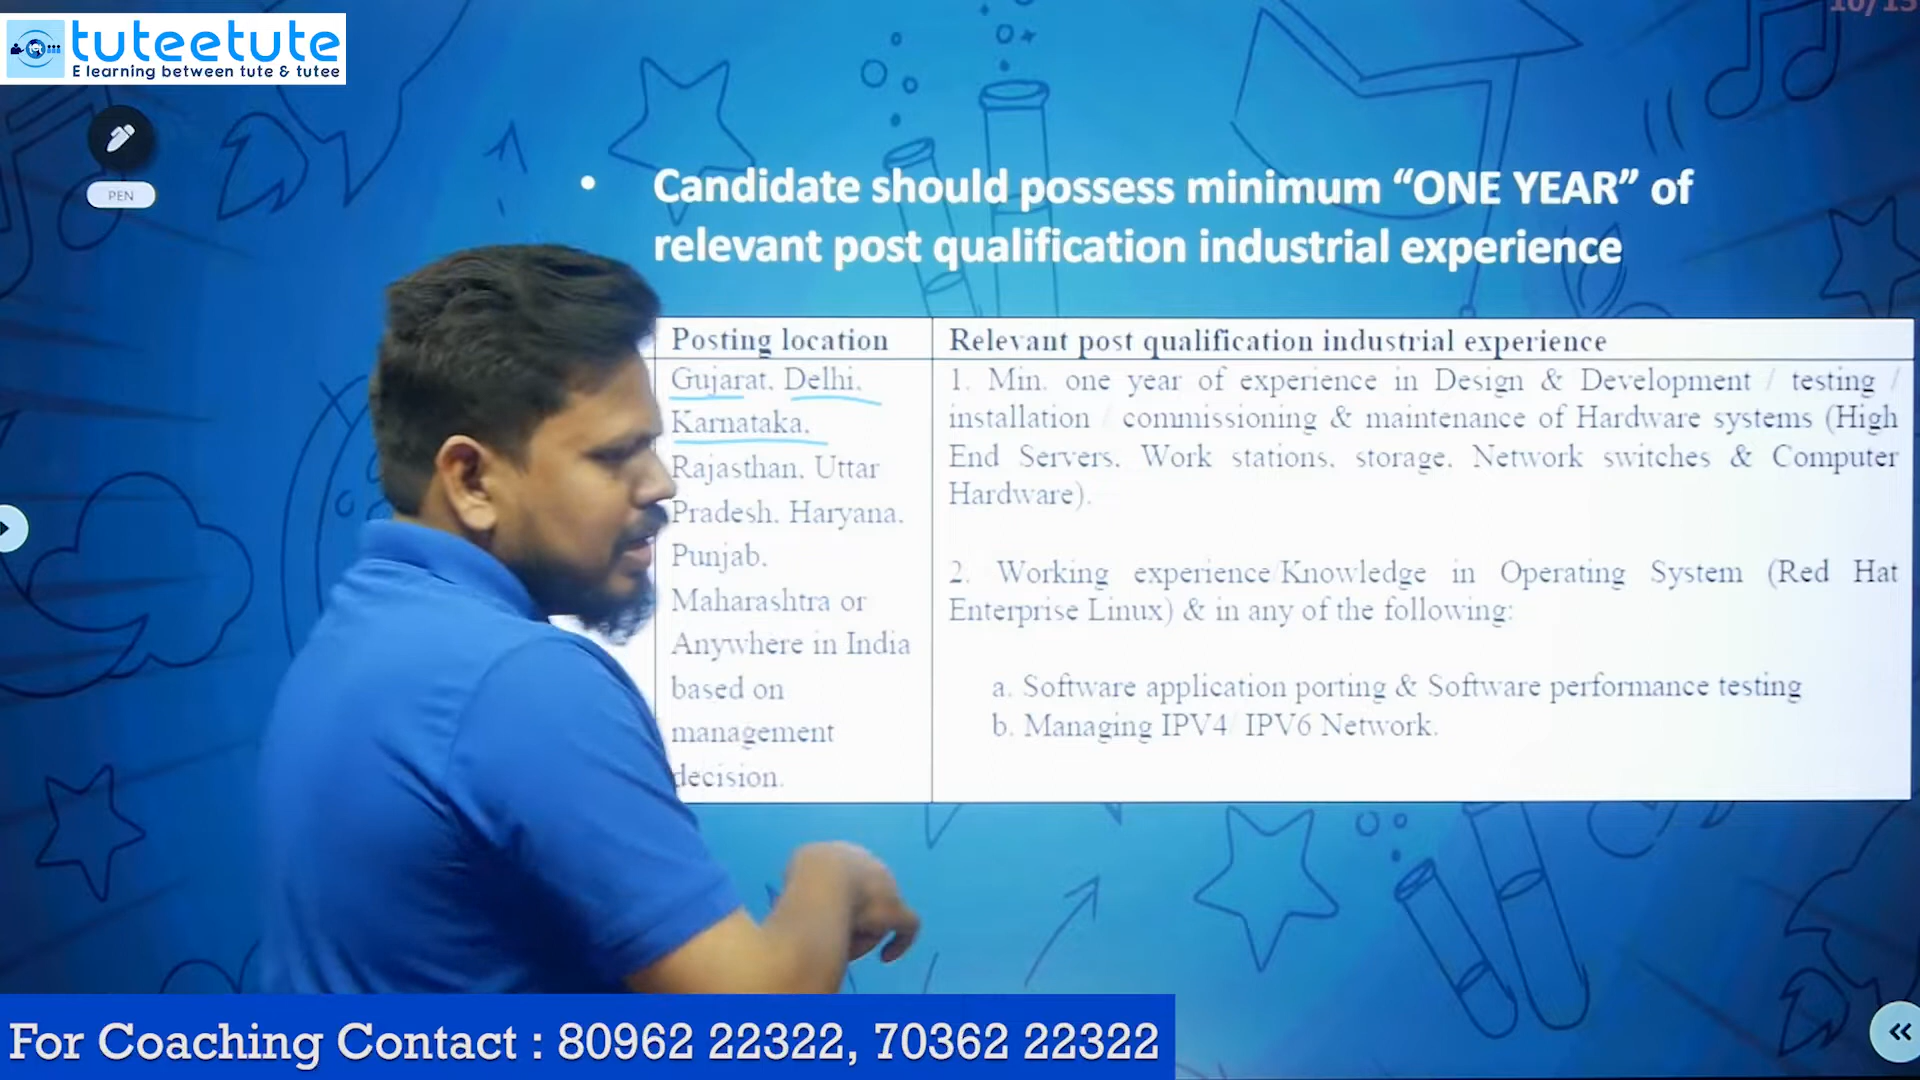 10/13
tuteetute
E learning between tute & tutee
PEN
• Candidate should possess minimum “ONE YEAR” of
relevant post qualification industrial experience
Posting location
Gujarat, Delhi,
Karnataka,
Rajasthan, Uttar
Pradesh, Haryana,
Punjab,
Maharashtra or
Anywhere in India
based on
management
decision.
Relevant post qualification industrial experience
1. Min. one year of experience in Design & Development / testing /
installation / commissioning & maintenance of Hardware systems (High
End Servers, Work stations, storage, Network switches & Computer
Hardware).
2. Working experience/Knowledge in Operating System (Red Hat
Enterprise Linux) & in any of the following:
a. Software application porting & Software performance testing
b. Managing IPV4/ IPV6 Network.
For Coaching Contact : 80962 22322, 70362 22322